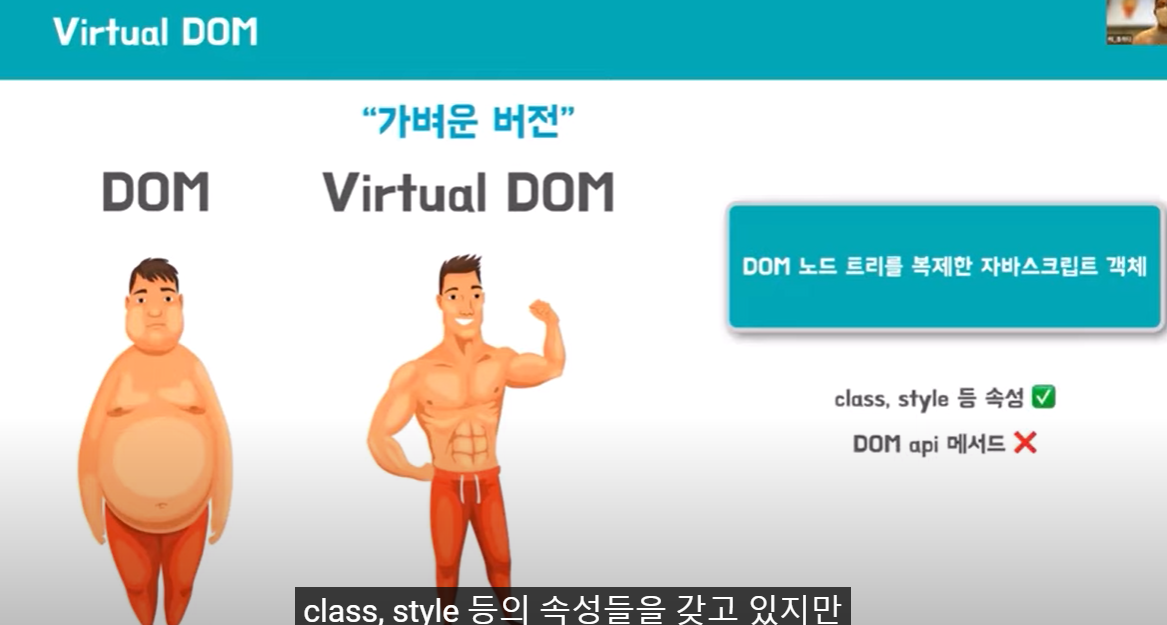 Virtual DOM
“가벼운 버전”
DOM
Virtual DOM
DOM 노드 트리를 복제한 자바스크립트 객체
class, style 등 속성 ✅
DOM api 메서드 ❌
class, style 등의 속성들을 갖고 있지만